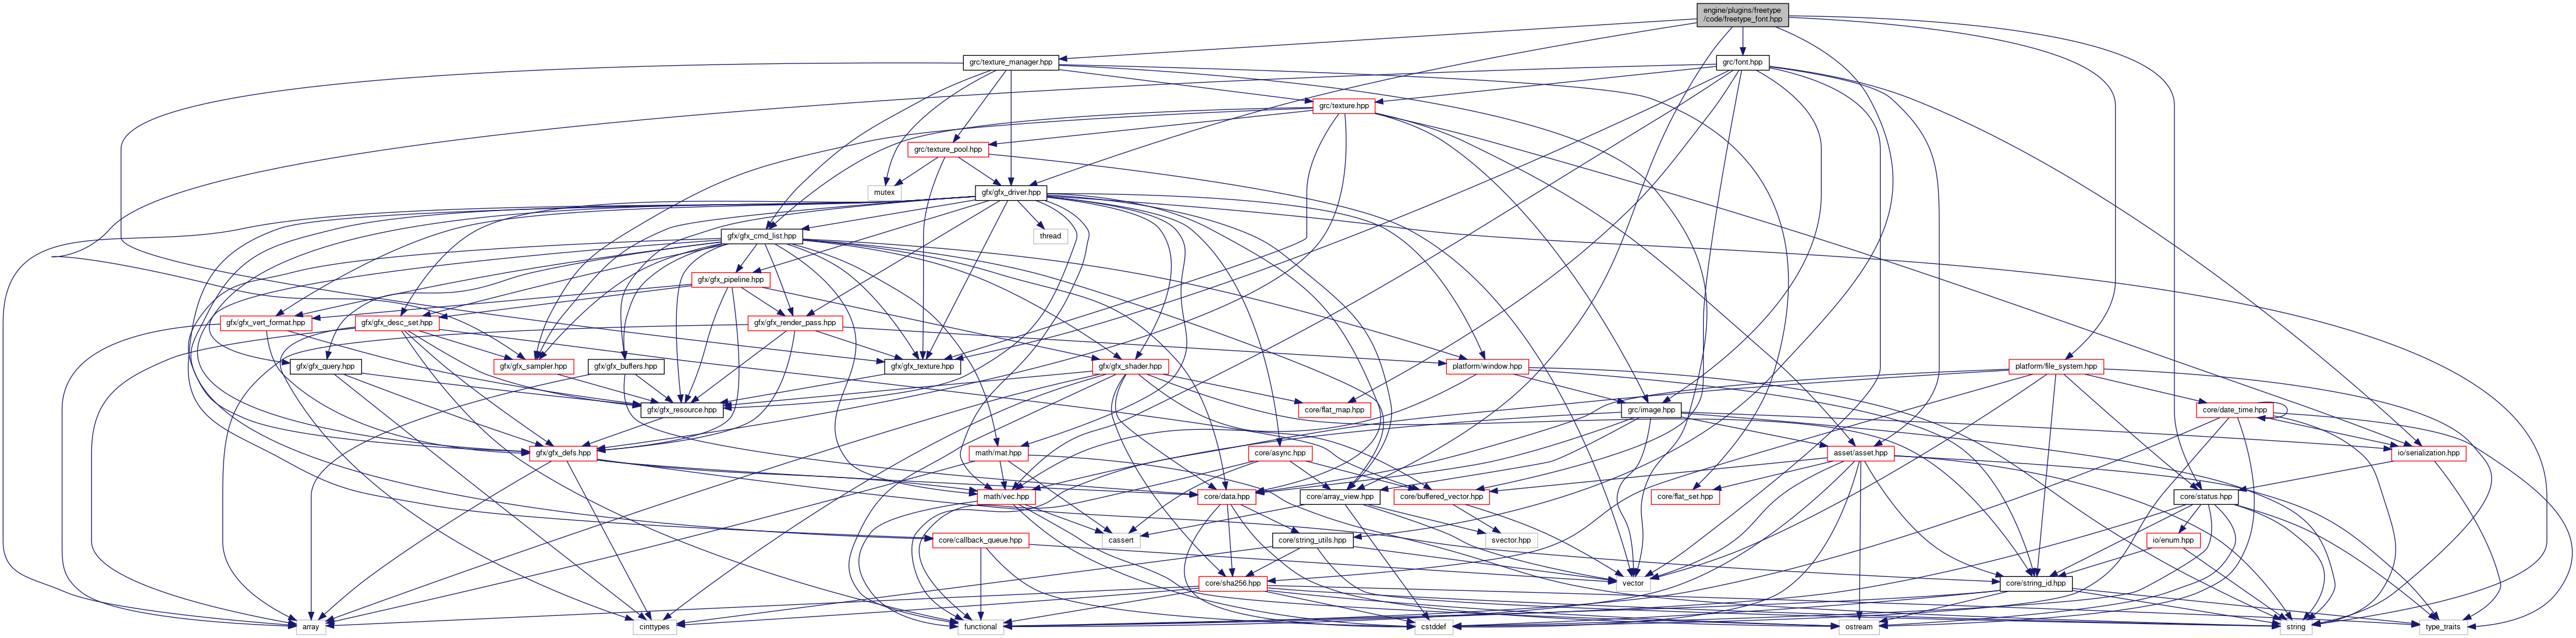 engine/plugins/freetype
/code/freetype_font.hpp
grc/texture_manager.hpp
grc/font.hpp
grc/texture.hpp
grc/texture_pool.hpp
mutex
gfx/gfx_driver.hpp
gfx/gfx_cmd_list.hpp
thread
gfx/gfx_pipeline.hpp
gfx/gfx_vert_format.hpp
gfx/gfx_desc_set.hpp
gfx/gfx_render_pass.hpp
gfx/gfx_query.hpp
gfx/gfx_sampler.hpp
gfx/gfx_buffers.hpp
gfx/gfx_texture.hpp
gfx/gfx_shader.hpp
platform/window.hpp
platform/file_system.hpp
gfx/gfx_resource.hpp
core/flat_map.hpp
grc/image.hpp
core/date_time.hpp
gfx/gfx_defs.hpp
math/mat.hpp
core/async.hpp
asset/asset.hpp
io/serialization.hpp
math/vec.hpp
core/data.hpp
core/array_view.hpp
core/buffered_vector.hpp
core/flat_set.hpp
core/status.hpp
core/callback_queue.hpp
cassert
core/string_utils.hpp
svector.hpp
io/enum.hpp
core/sha256.hpp
vector
core/string_id.hpp
array
cinttypes
functional
cstddef
ostream
string
type_traits